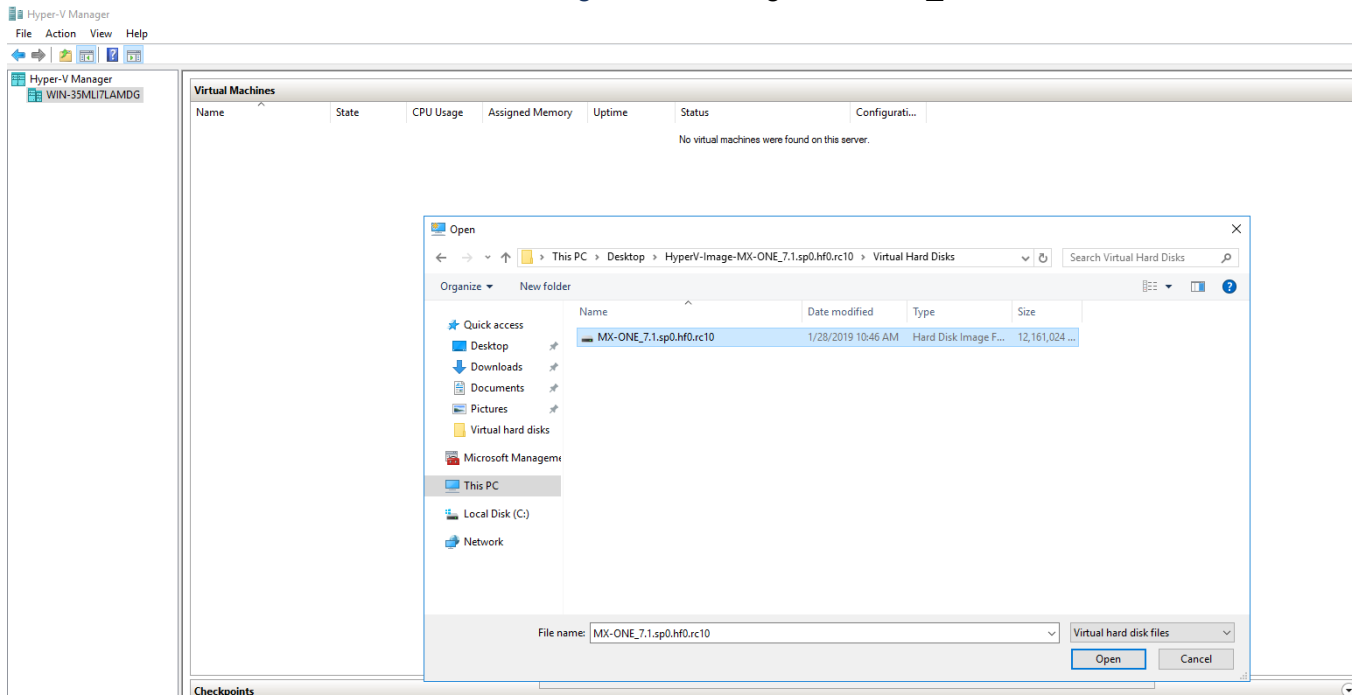 Hyper-V Manager
File Action View Help
Hyper-V Manager
WIN-35MLI7LAMDG
Virtual Machines
Name State CPU Usage Assigned Memory Uptime Status Configurati...
No virtual machines were found on this server.
Open
This PC > Desktop > HyperV-Image-MX-ONE_7.1.sp0.hf0.rc10 > Virtual Hard Disks
Search Virtual Hard Disks
Organize New folder
Name Date modified Type Size
MX-ONE_7.1.sp0.hf0.rc10 1/28/2019 10:46 AM Hard Disk Image F... 12,161,024 ...
Quick access
Desktop
Downloads
Documents
Pictures
Virtual hard disks
Microsoft Manageme
This PC
Local Disk (C:)
Network
File name: MX-ONE_7.1.sp0.hf0.rc10 Virtual hard disk files
Open Cancel
Checkpoints